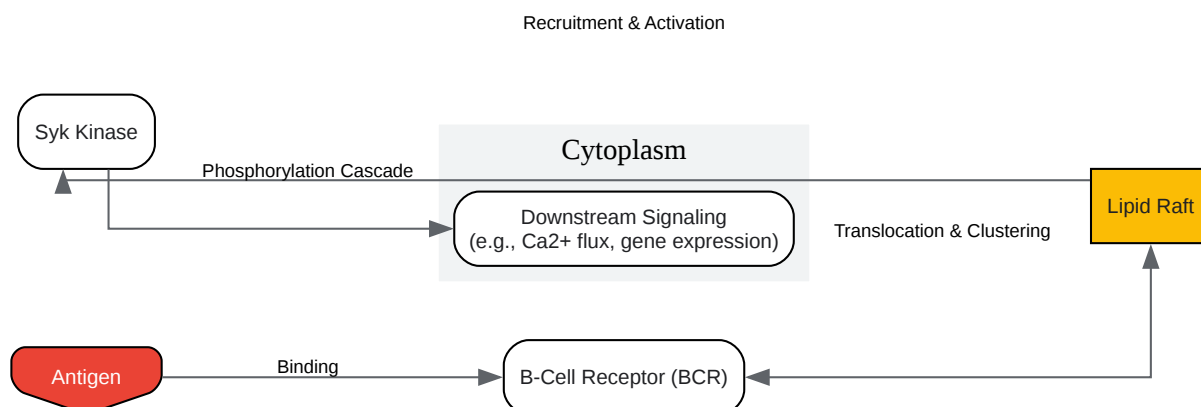 Recruitment & Activation
Syk Kinase
Cytoplasm
Phosphorylation Cascade
Downstream Signaling
(e.g., Ca2+ flux, gene expression)
Lipid Raft
Translocation & Clustering
Antigen
Binding
B-Cell Receptor (BCR)